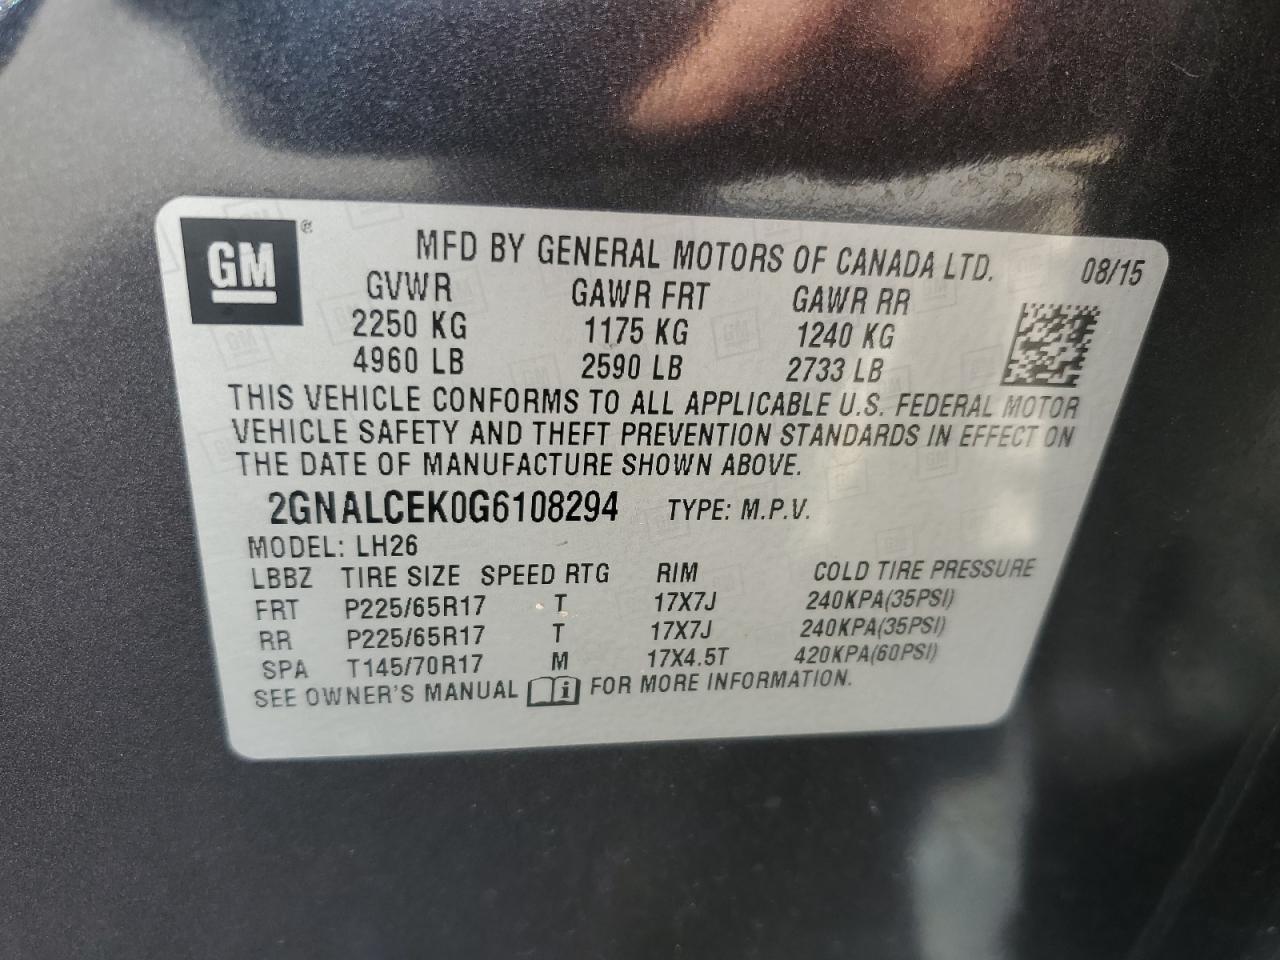 GM®
MFD BY GENERAL MOTORS OF CANADA LTD. 08/15
GVWR GAWR FRT GAWR RR
2250 KG 1175 KG 1240 KG
4960 LB 2590 LB 2733 LB
THIS VEHICLE CONFORMS TO ALL APPLICABLE U.S. FEDERAL MOTOR
VEHICLE SAFETY AND THEFT PREVENTION STANDARDS IN EFFECT ON
THE DATE OF MANUFACTURE SHOWN ABOVE.
2GNALCEK0G6108294 TYPE: M.P.V.
MODEL: LH26
LBBZ TIRE SIZE SPEED RTG RIM COLD TIRE PRESSURE
FRT P225/65R17 T 17X7J 240KPA(35PSI)
RR P225/65R17 T 17X7J 240KPA(35PSI)
SPA T145/70R17 M 17X4.5T 420KPA(60PSI)
SEE OWNER'S MANUAL i FOR MORE INFORMATION.